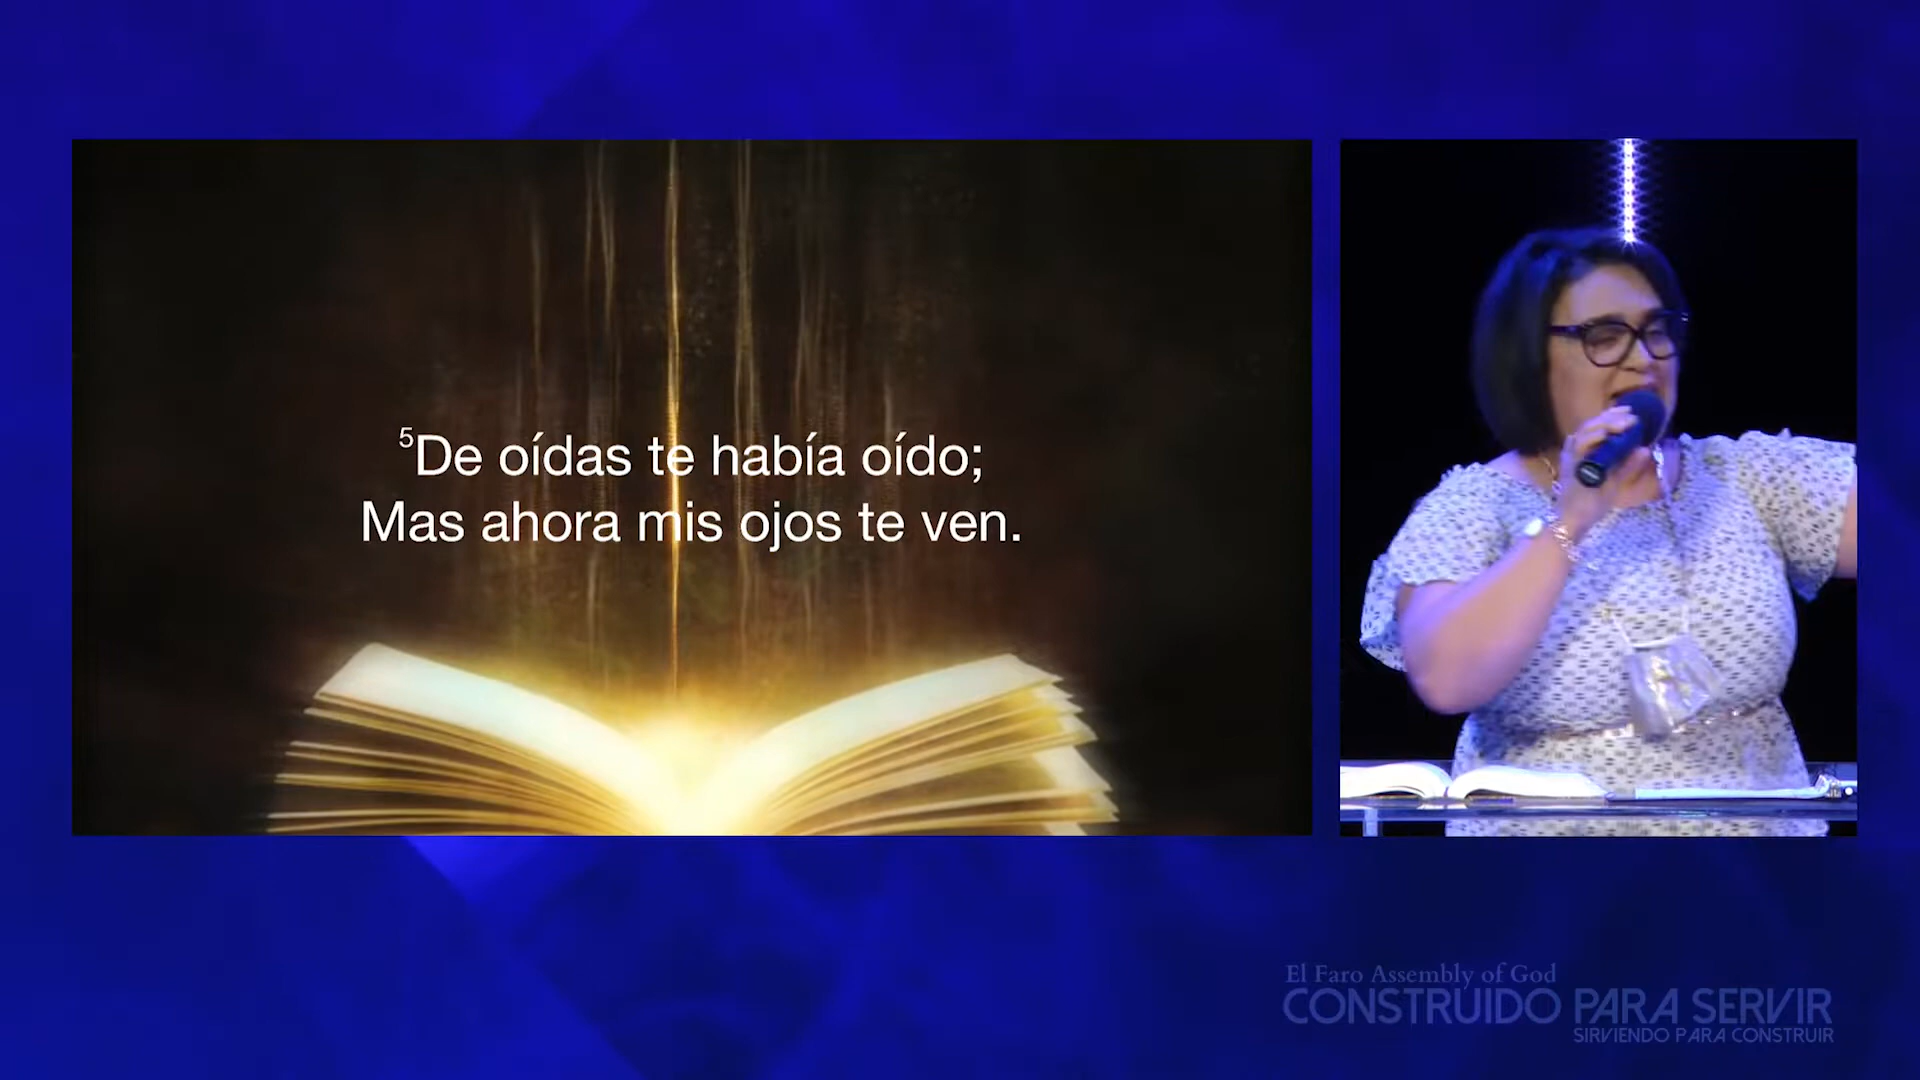 ⁵De oídas te había oído;
Mas ahora mis ojos te ven.
El Faro Assembly of God
CONSTRUIDO PARA SERVIR
SIRVIENDO PARA CONSTRUIR